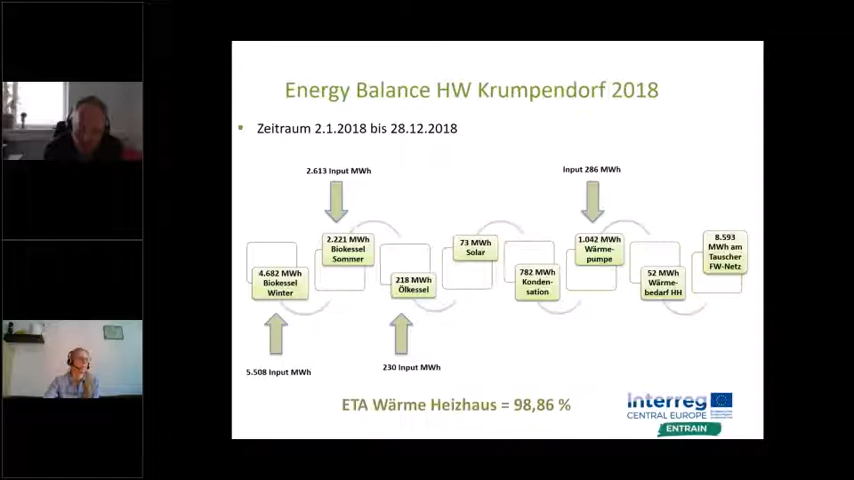 Energy Balance HW Krumpendorf 2018
Zeitraum 2.1.2018 bis 28.12.2018
2.613 Input MWh
Input 286 MWh
4.682 MWh
Biokessel
Winter
2.221 MWh
Biokessel
Sommer
218 MWh
Ölkessel
73 MWh
Solar
782 MWh
Konden-
sation
1.042 MWh
Wärme-
pumpe
52 MWh
Wärme-
bedarf HH
8.593
MWh am
Tauscher
FW-Netz
5.508 Input MWh
230 Input MWh
ETA Wärme Heizhaus = 98,86 %
Interreg
CENTRAL EUROPE
ENTRAIN